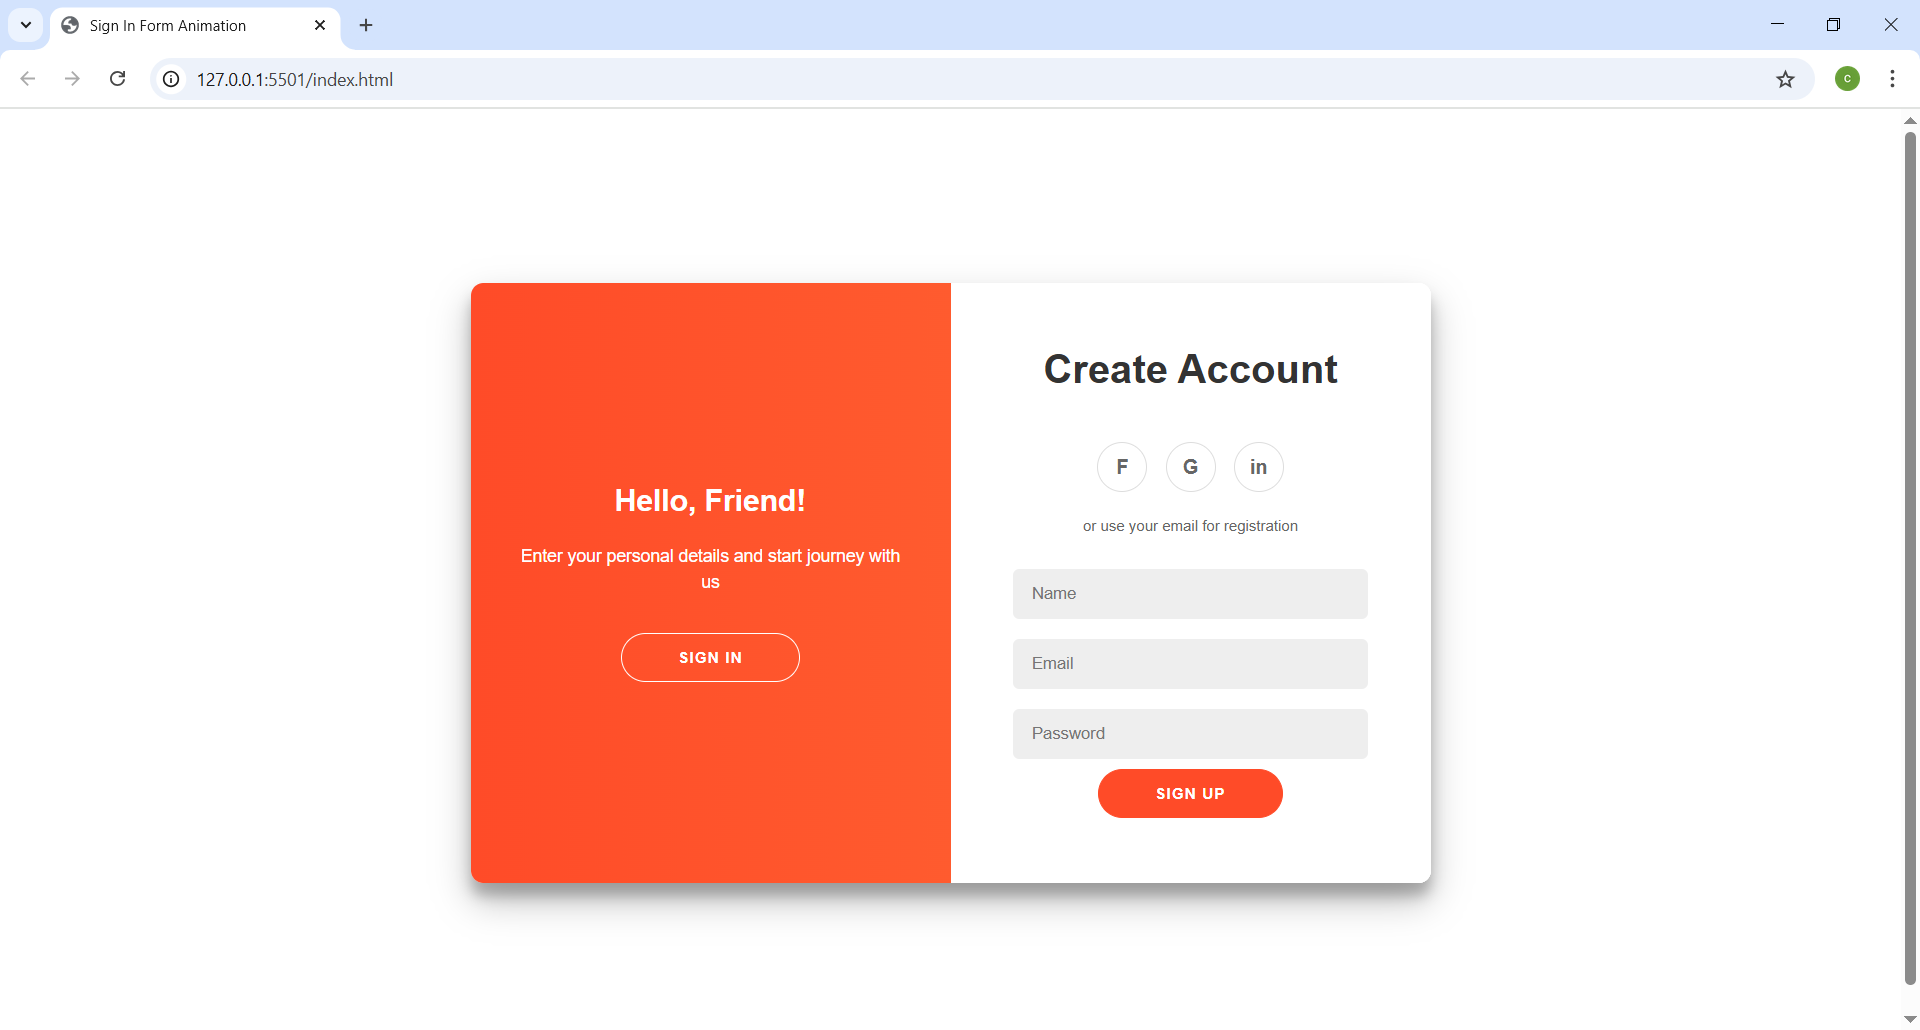 Sign In Form Animation
127.0.0.1:5501/index.html
C
Hello, Friend!
Enter your personal details and start journey with
us
SIGN IN
Create Account
F G in
or use your email for registration
Name
Email
Password
SIGN UP